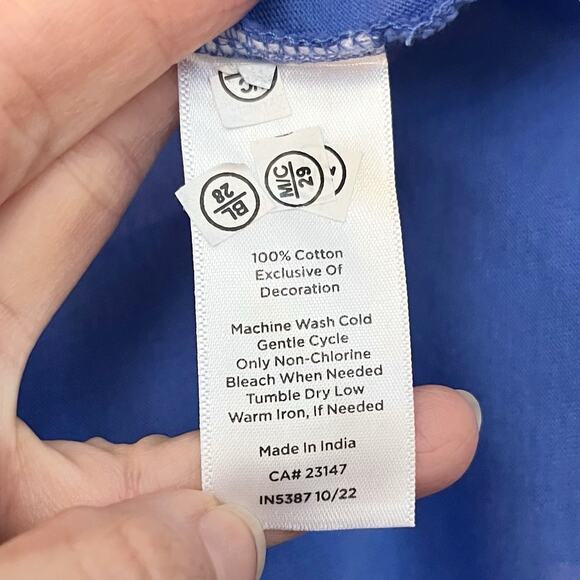 BL
28
M/C
29
100% Cotton
Exclusive Of
Decoration
Machine Wash Cold
Gentle Cycle
Only Non-Chlorine
Bleach When Needed
Tumble Dry Low
Warm Iron, If Needed
Made In India
CA# 23147
IN5387 10/22